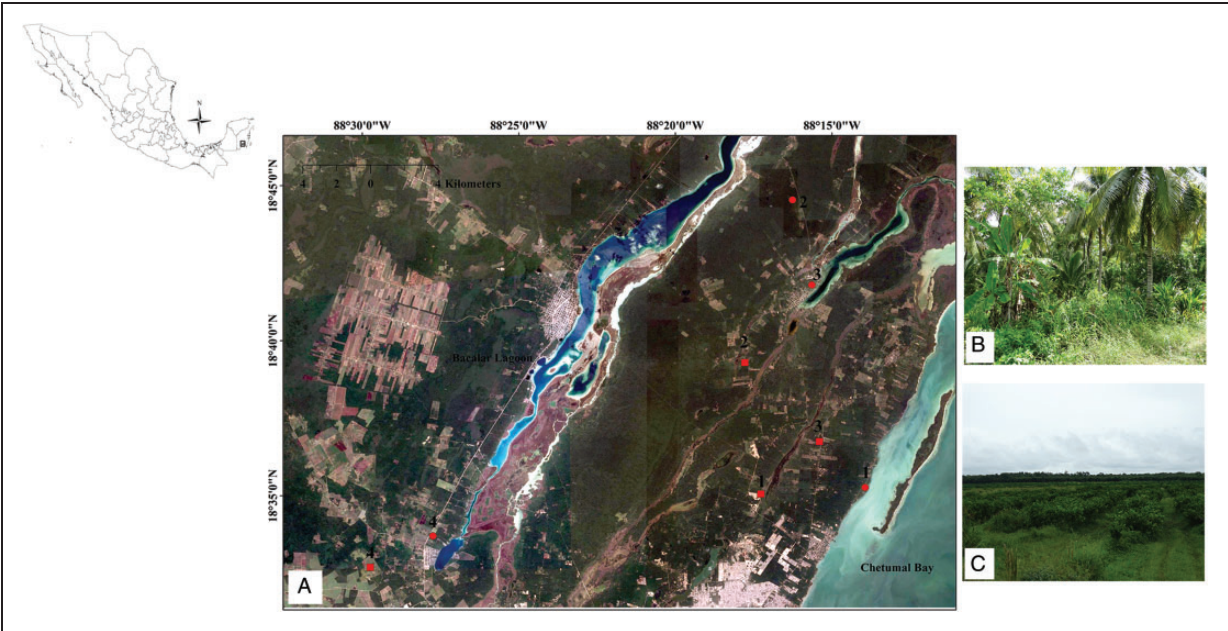 N
88°30'0"W
88°25'0"W
88°20'0"W
88°15'0"W
4 2 0 4 Kilometers
18°45'0"N
2
3
18°40'0"N
Bacalar Lagoon
2
3
18°35'0"N
1
1
4
4
Chetumal Bay
A
B
C